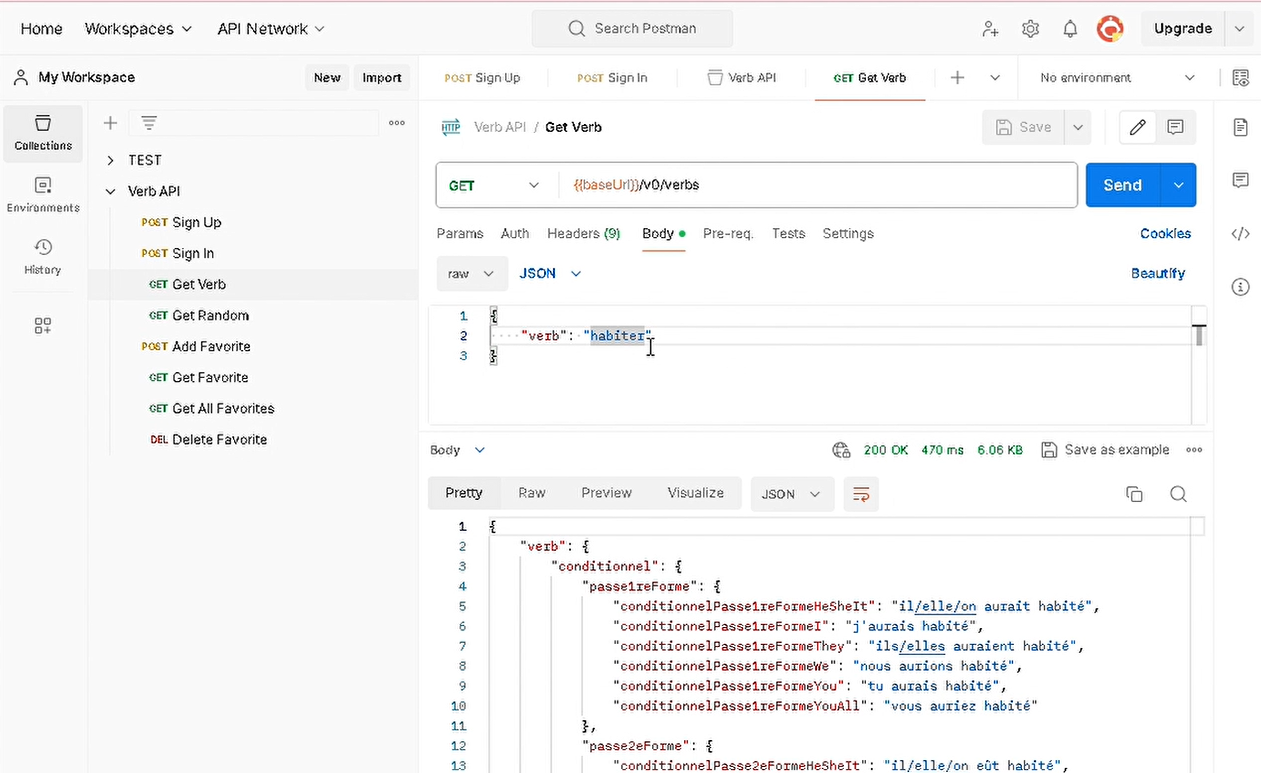 Home Workspaces API Network Search Postman Upgrade
My Workspace New Import POST Sign Up POST Sign In Verb API GET Get Verb No environment
Collections
Environments
History
TEST
Verb API
POST Sign Up
POST Sign In
GET Get Verb
GET Get Random
POST Add Favorite
GET Get Favorite
GET Get All Favorites
DEL Delete Favorite
HTTP Verb API / Get Verb Save
GET {{baseUrl}}/v0/verbs Send
Params Auth Headers (9) Body Pre-req. Tests Settings Cookies
raw JSON Beautify
1 {
2 "verb": "habiter"
3 }
Body 200 OK 470 ms 6.06 KB Save as example
Pretty Raw Preview Visualize JSON
1 {
2 "verb": {
3 "conditionnel": {
4 "passe1reForme": {
5 "conditionnelPasse1reFormeHeSheIt": "il/elle/on aurait habité",
6 "conditionnelPasse1reFormeI": "j'aurais habité",
7 "conditionnelPasse1reFormeThey": "ils/elles auraient habité",
8 "conditionnelPasse1reFormeWe": "nous aurions habité",
9 "conditionnelPasse1reFormeYou": "tu aurais habité",
10 "conditionnelPasse1reFormeYouAll": "vous auriez habité"
11 },
12 "passe2eForme": {
13 "conditionnelPasse2eFormeHeSheIt": "il/elle/on eût habité",